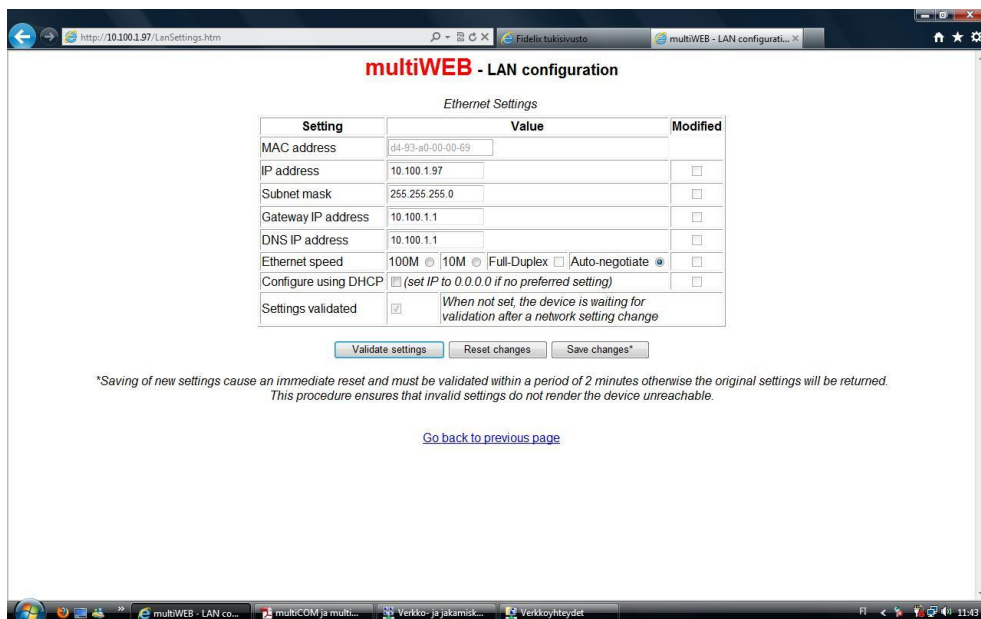 http://10.100.1.97/LanSettings.htm
Fidelix tukisivusto
multiWEB - LAN configurati...
multiWEB - LAN configuration
Ethernet Settings
Setting Value Modified
MAC address d4-93-a0-00-00-69
IP address 10.100.1.97
Subnet mask 255.255.255.0
Gateway IP address 10.100.1.1
DNS IP address 10.100.1.1
Ethernet speed 100M 10M Full-Duplex Auto-negotiate
Configure using DHCP (set IP to 0.0.0.0 if no preferred setting)
Settings validated When not set, the device is waiting for
validation after a network setting change
Validate settings Reset changes Save changes*
*Saving of new settings cause an immediate reset and must be validated within a period of 2 minutes otherwise the original settings will be returned.
This procedure ensures that invalid settings do not render the device unreachable.
Go back to previous page
multiWEB - LAN co... multiCOM ja multi... Verkko- ja jakamisk... Verkkoyhteydet FI 11:43